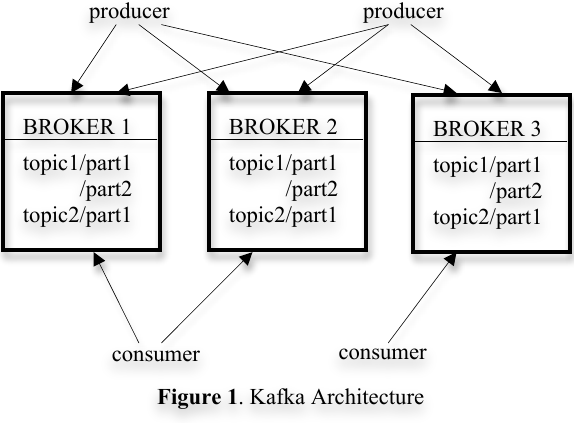 producer producer
BROKER 1 BROKER 2 BROKER 3
topic1/part1 topic1/part1 topic1/part1
/part2 /part2 /part2
topic2/part1 topic2/part1 topic2/part1
consumer consumer
Figure 1. Kafka Architecture